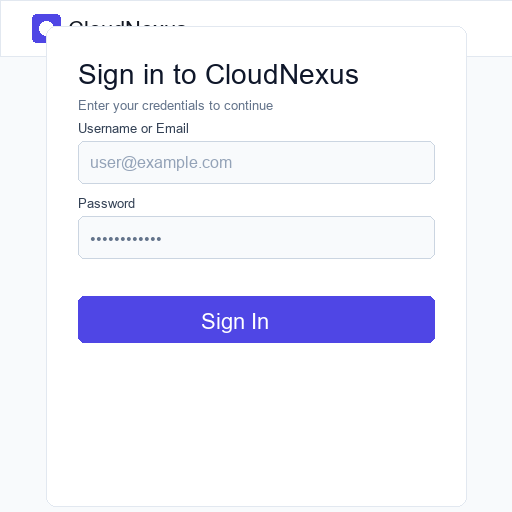 CloudNexus
Sign in to CloudNexus
Enter your credentials to continue
Username or Email
user@example.com
Password
••••••••••••
Sign In